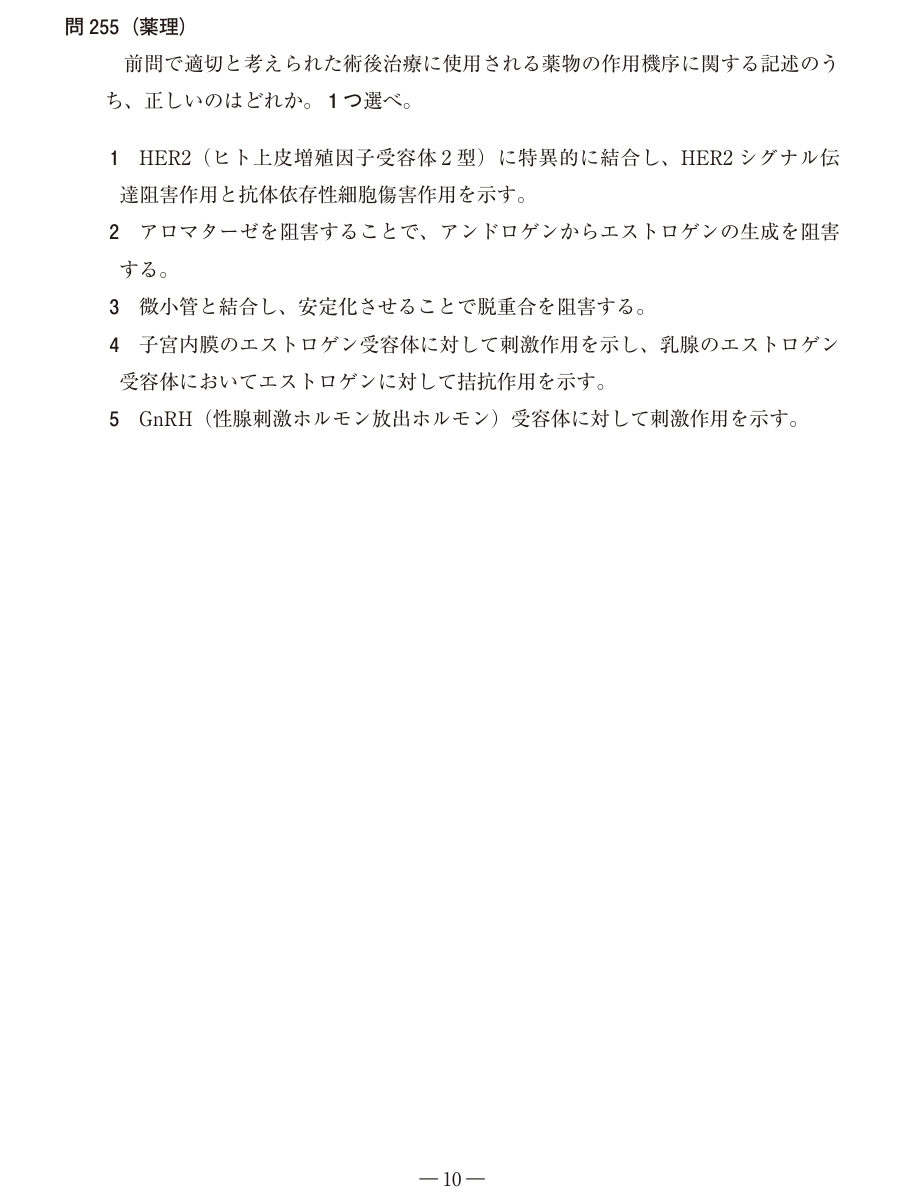 問 255（薬理）
前問で適切と考えられた術後治療に使用される薬物の作用機序に関する記述のう
ち、正しいのはどれか。1つ選べ。
1 HER2（ヒト上皮増殖因子受容体２型）に特異的に結合し、HER2 シグナル伝
達阻害作用と抗体依存性細胞傷害作用を示す。
2 アロマターゼを阻害することで、アンドロゲンからエストロゲンの生成を阻害
する。
3 微小管と結合し、安定化させることで脱重合を阻害する。
4 子宮内膜のエストロゲン受容体に対して刺激作用を示し、乳腺のエストロゲン
受容体においてエストロゲンに対して拮抗作用を示す。
5 GnRH（性腺刺激ホルモン放出ホルモン）受容体に対して刺激作用を示す。
— 10 —